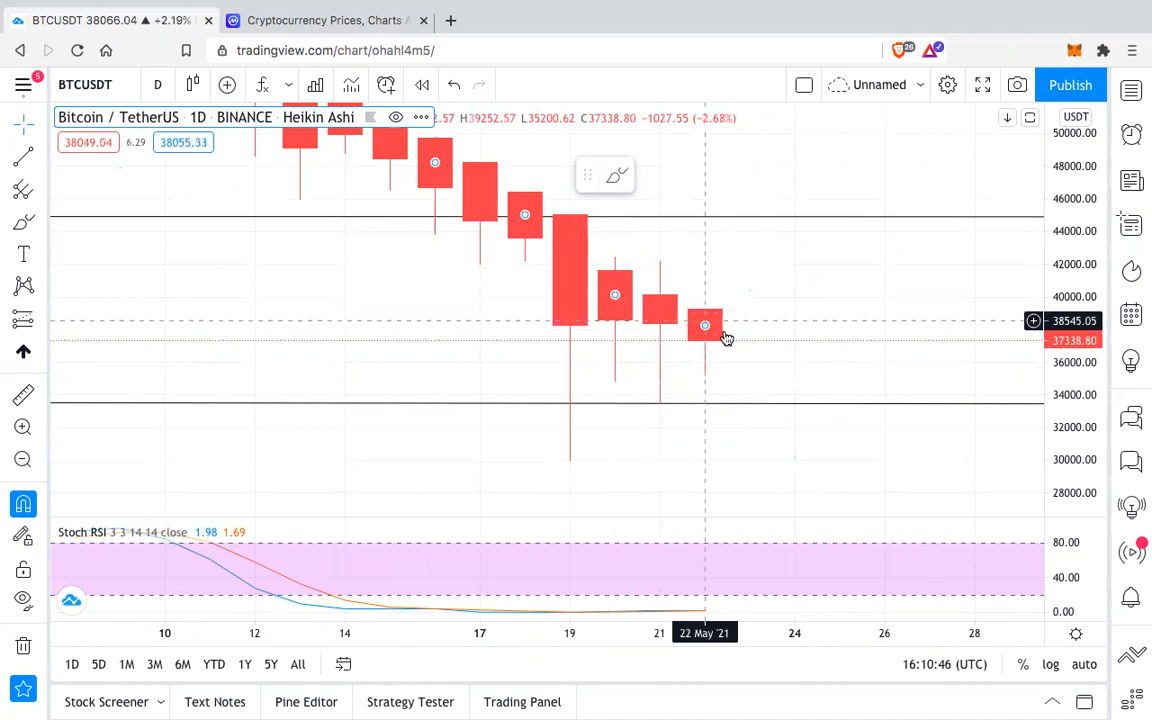 BTCUSDT 38066.04 ▲ +2.19%
Cryptocurrency Prices, Charts A
tradingview.com/chart/ohahl4m5/
26
5
BTCUSDT D Unnamed Publish
Bitcoin / TetherUS · 1D · BINANCE · Heikin Ashi
2.57 H39252.57 L35200.62 C37338.80 −1027.55 (−2.68%)
USDT
38049.04 6.29 38055.33
50000.00
48000.00
46000.00
44000.00
42000.00
40000.00
38545.05
37338.80
36000.00
34000.00
32000.00
30000.00
28000.00
Stoch RSI 3 3 14 14 close 1.98 1.69
80.00
40.00
0.00
10 12 14 17 19 21 22 May '21 24 26 28
1D 5D 1M 3M 6M YTD 1Y 5Y All 16:10:46 (UTC) % log auto
Stock Screener Text Notes Pine Editor Strategy Tester Trading Panel